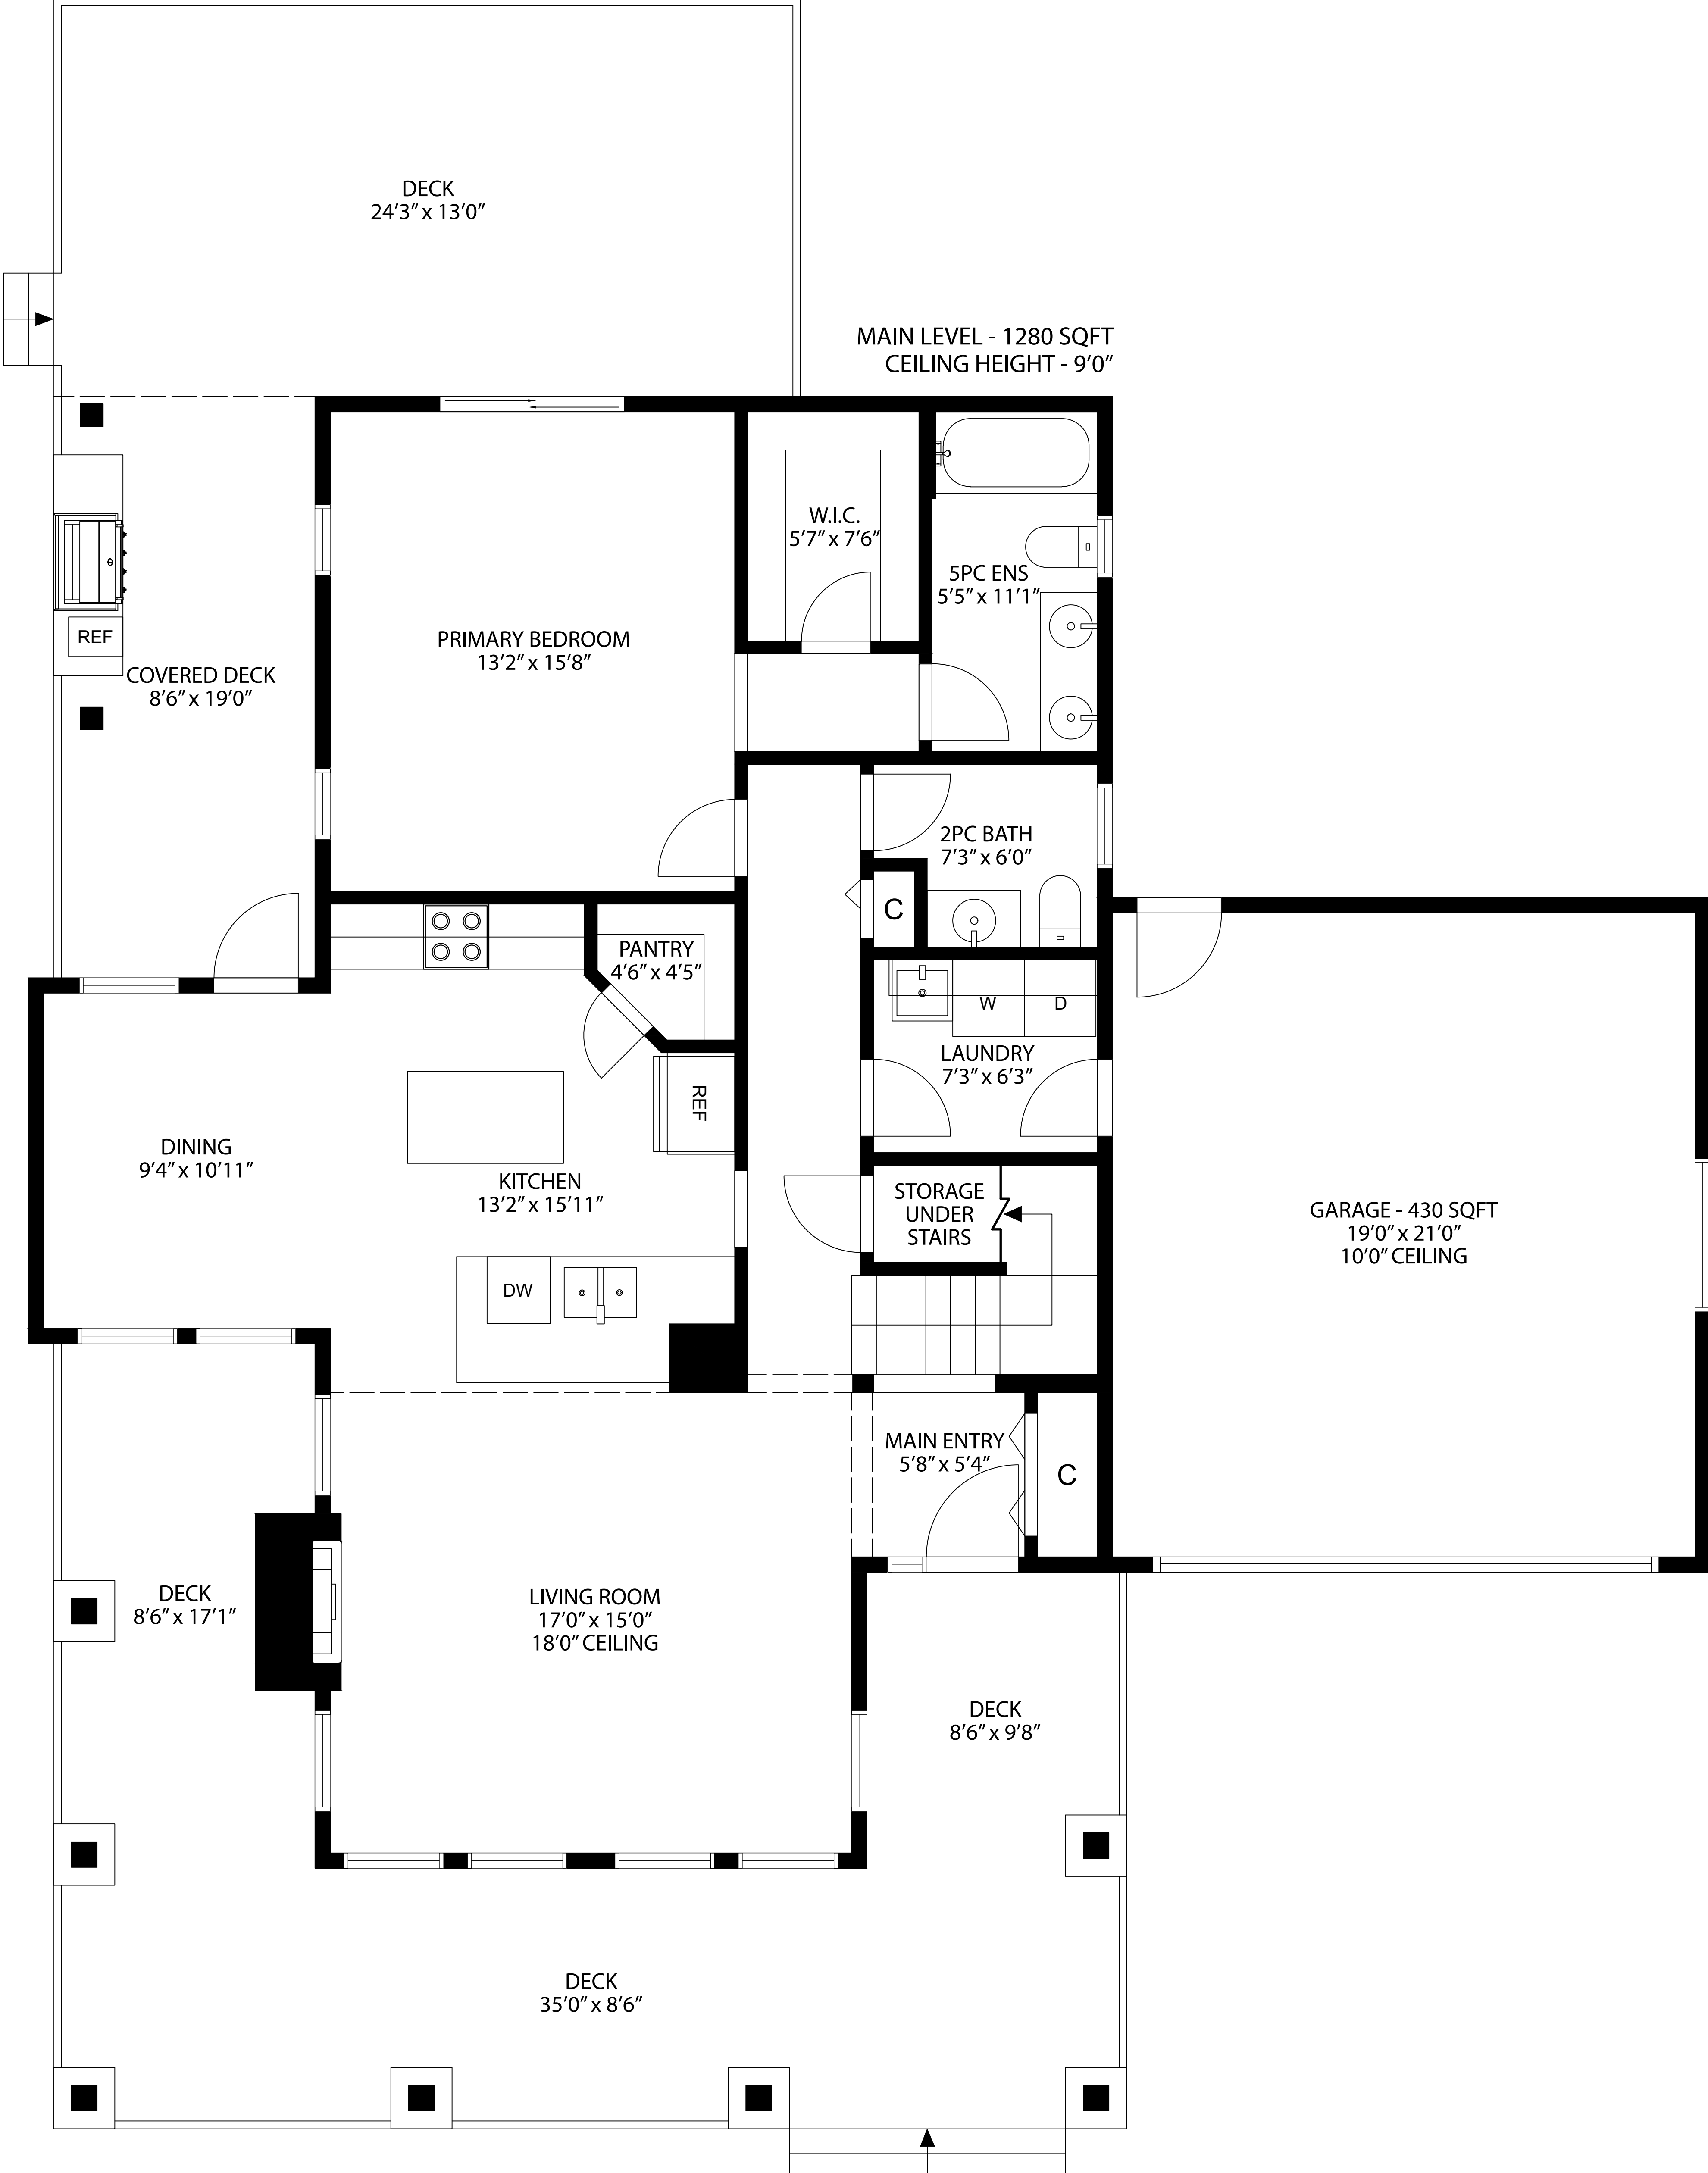 DECK
24'3" x 13'0"
MAIN LEVEL - 1280 SQFT
CEILING HEIGHT - 9'0"
W.I.C.
5'7" x 7'6"
5PC ENS
5'5" x 11'1"
REF
PRIMARY BEDROOM
13'2" x 15'8"
COVERED DECK
8'6" x 19'0"
2PC BATH
7'3" x 6'0"
C
PANTRY
4'6" x 4'5"
W
D
LAUNDRY
7'3" x 6'3"
REF
DINING
9'4" x 10'11"
KITCHEN
13'2" x 15'11"
STORAGE
UNDER
STAIRS
GARAGE - 430 SQFT
19'0" x 21'0"
10'0" CEILING
DW
MAIN ENTRY
5'8" x 5'4"
C
DECK
8'6" x 17'1"
LIVING ROOM
17'0" x 15'0"
18'0" CEILING
DECK
8'6" x 9'8"
DECK
35'0" x 8'6"